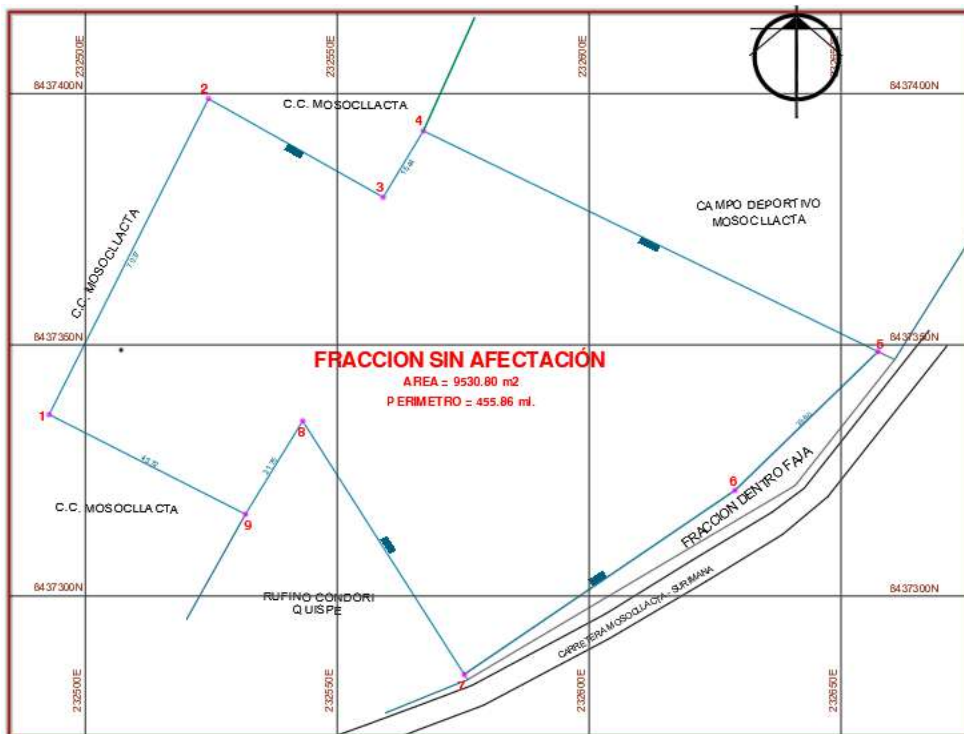 232500E
232550E
232600E
8437400N
8437400N
2
C.C. MOSOCLLACTA
4
15.44
3
CAMPO DEPORTIVO
MOSOCLLACTA
C.C. MOSOCLLACTA
8437350N
8437350N
5
FRACCION SIN AFECTACIÓN
AREA = 9530.80 m2
PERIMETRO = 455.86 ml.
1
8
6
FRACCION DENTRO FAJA
C.C. MOSOCLLACTA
9
8437300N
8437300N
RUFINO CONDORI
QUISPE
CARRETERA MOSOCLLACTA - SURIMANA
7
232500E
232550E
232600E
232650E